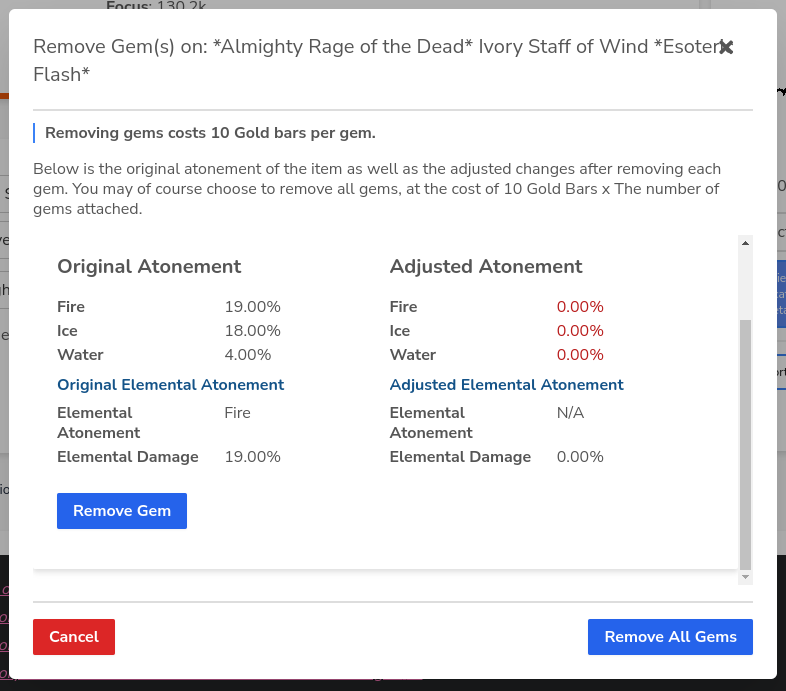 Focus: 130.2k
Remove Gem(s) on: *Almighty Rage of the Dead* Ivory Staff of Wind *Esoteric
Flash*
Removing gems costs 10 Gold bars per gem.
Below is the original atonement of the item as well as the adjusted changes after removing each
gem. You may of course choose to remove all gems, at the cost of 10 Gold Bars x The number of
gems attached.
Original Atonement Adjusted Atonement
Fire 19.00% Fire 0.00%
Ice 18.00% Ice 0.00%
Water 4.00% Water 0.00%
Original Elemental Atonement Adjusted Elemental Atonement
Elemental Fire Elemental N/A
Atonement Atonement
Elemental Damage 19.00% Elemental Damage 0.00%
Remove Gem
Cancel Remove All Gems